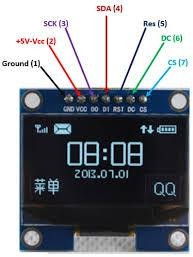 SDA (4)
SCK (3)
Res (5)
+5V-Vcc (2)
DC (6)
Ground (1)
CS (7)
GND VCC D0 D1 RST DC CS
08:08
2013.07.01
菜单
QQ